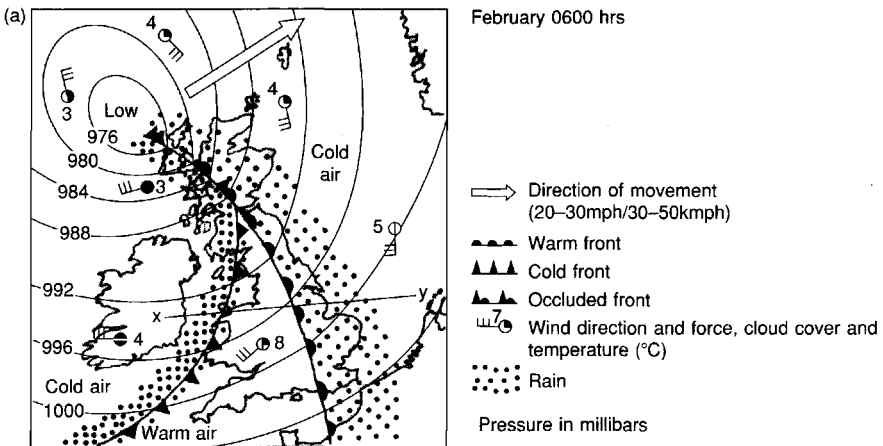 (a)
February 0600 hrs
4
3
4
Low
976
Cold
air
980
984
3
988
5
992
x
y
4
8
996
Cold air
1000
Warm air
Direction of movement
(20–30mph/30–50kmph)
Warm front
Cold front
Occluded front
7
Wind direction and force, cloud cover and
temperature (°C)
Rain
Pressure in millibars